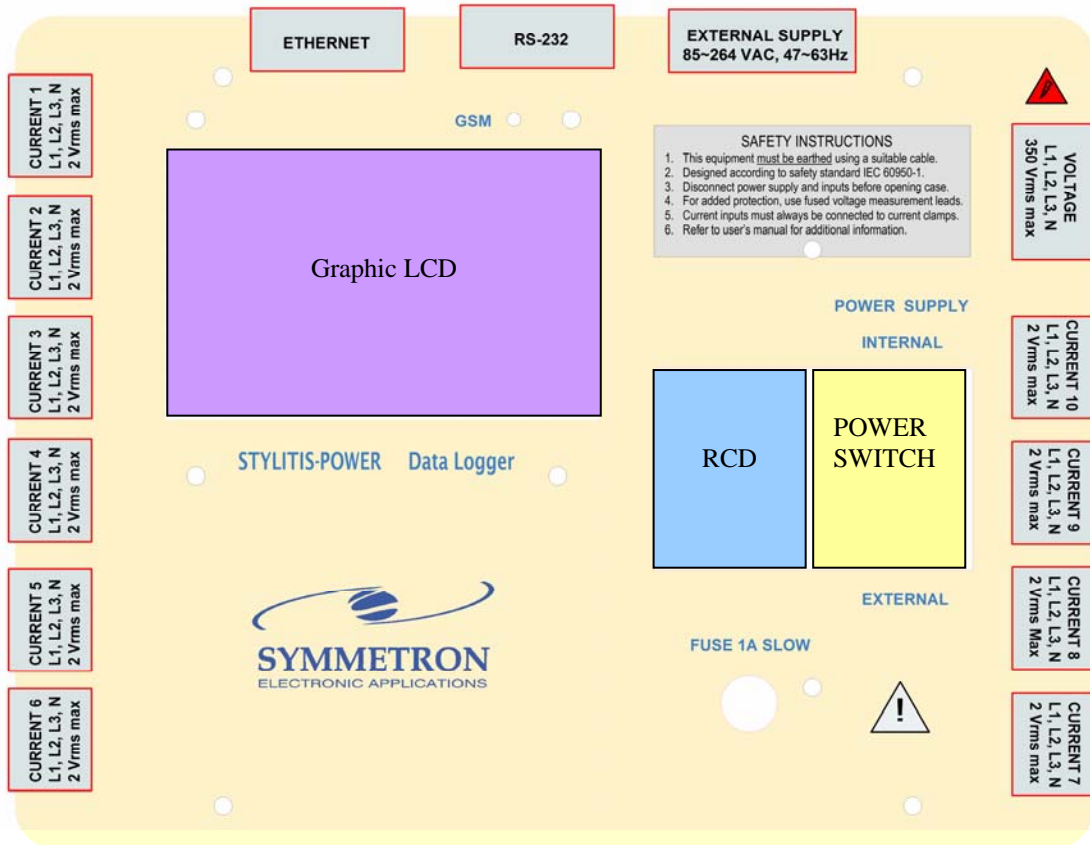 ETHERNET
RS-232
EXTERNAL SUPPLY
85~264 VAC, 47~63Hz
CURRENT 1
L1, L2, L3, N
2 Vrms max
CURRENT 2
L1, L2, L3, N
2 Vrms max
CURRENT 3
L1, L2, L3, N
2 Vrms max
CURRENT 4
L1, L2, L3, N
2 Vrms max
CURRENT 5
L1, L2, L3, N
2 Vrms max
CURRENT 6
L1, L2, L3, N
2 Vrms max
GSM
Graphic LCD
STYLITIS-POWER Data Logger
SYMMETRON
ELECTRONIC APPLICATIONS
SAFETY INSTRUCTIONS
1. This equipment must be earthed using a suitable cable.
2. Designed according to safety standard IEC 60950-1.
3. Disconnect power supply and inputs before opening case.
4. For added protection, use fused voltage measurement leads.
5. Current inputs must always be connected to current clamps.
6. Refer to user's manual for additional information.
POWER SUPPLY
INTERNAL
RCD
POWER
SWITCH
EXTERNAL
FUSE 1A SLOW
!
VOLTAGE
L1, L2, L3, N
350 Vrms max
CURRENT 10
L1, L2, L3, N
2 Vrms max
CURRENT 9
L1, L2, L3, N
2 Vrms max
CURRENT 8
L1, L2, L3, N
2 Vrms Max
CURRENT 7
L1, L2, L3, N
2 Vrms max